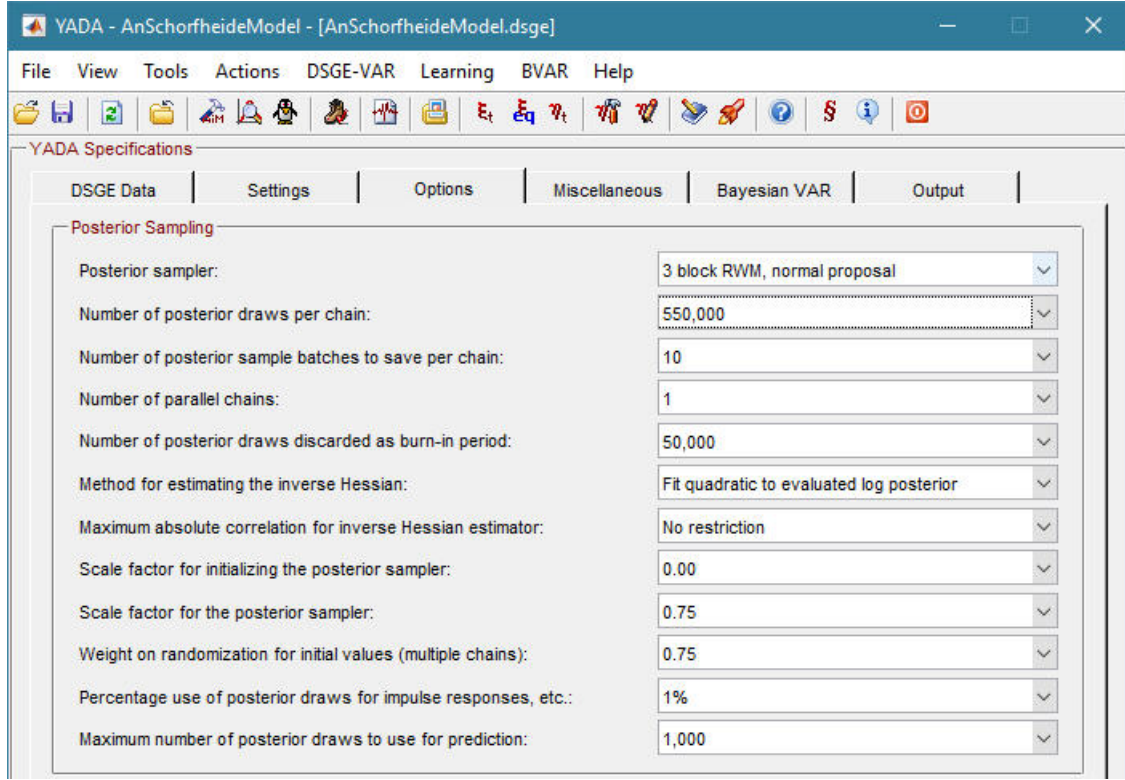 YADA - AnSchorfheideModel - [AnSchorfheideModel.dsge]
File View Tools Actions DSGE-VAR Learning BVAR Help
YADA Specifications
DSGE Data Settings Options Miscellaneous Bayesian VAR Output
Posterior Sampling
Posterior sampler: 3 block RWM, normal proposal
Number of posterior draws per chain: 550,000
Number of posterior sample batches to save per chain: 10
Number of parallel chains: 1
Number of posterior draws discarded as burn-in period: 50,000
Method for estimating the inverse Hessian: Fit quadratic to evaluated log posterior
Maximum absolute correlation for inverse Hessian estimator: No restriction
Scale factor for initializing the posterior sampler: 0.00
Scale factor for the posterior sampler: 0.75
Weight on randomization for initial values (multiple chains): 0.75
Percentage use of posterior draws for impulse responses, etc.: 1%
Maximum number of posterior draws to use for prediction: 1,000